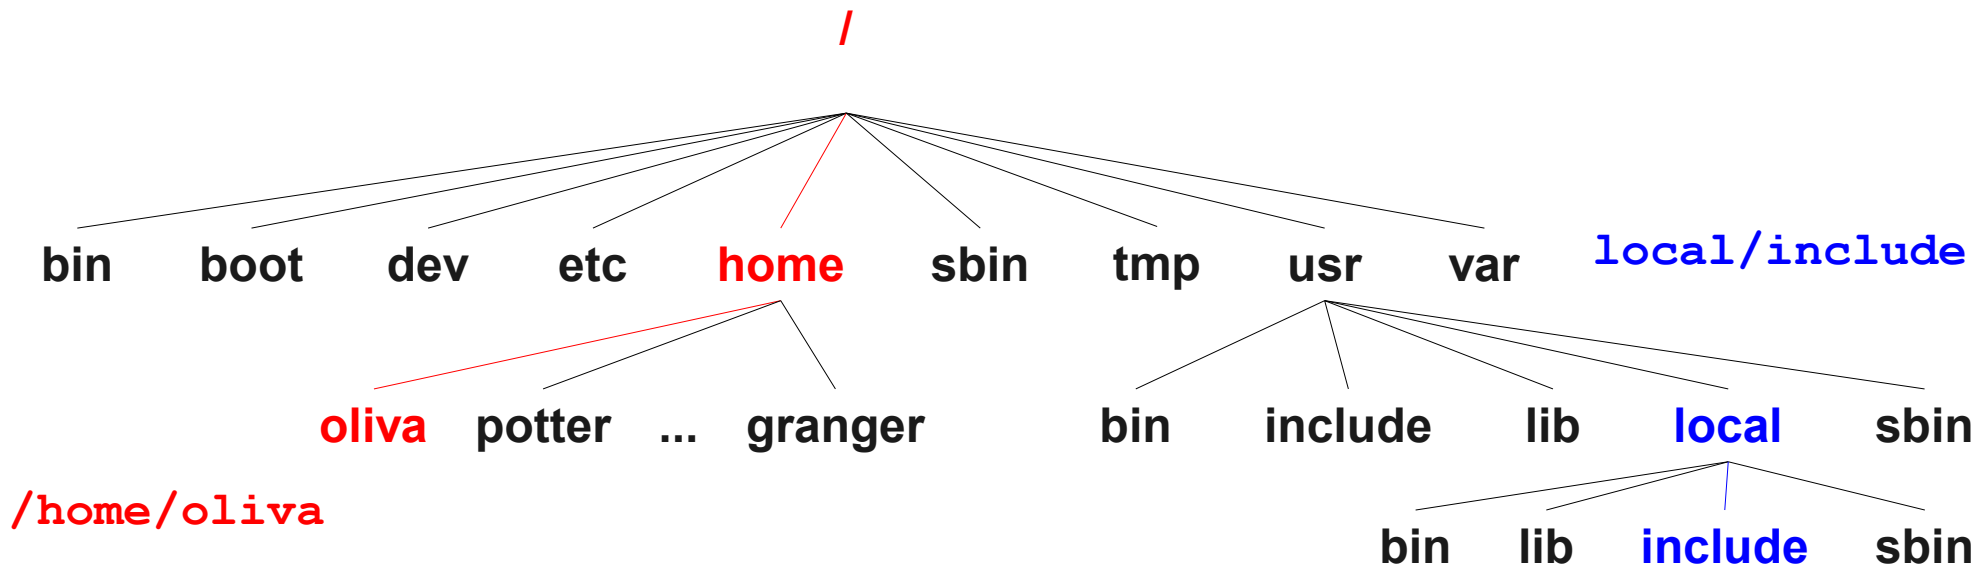 /
bin boot dev etc home sbin tmp usr var local/include
oliva potter ... granger bin include lib local sbin
/home/oliva
bin lib include sbin